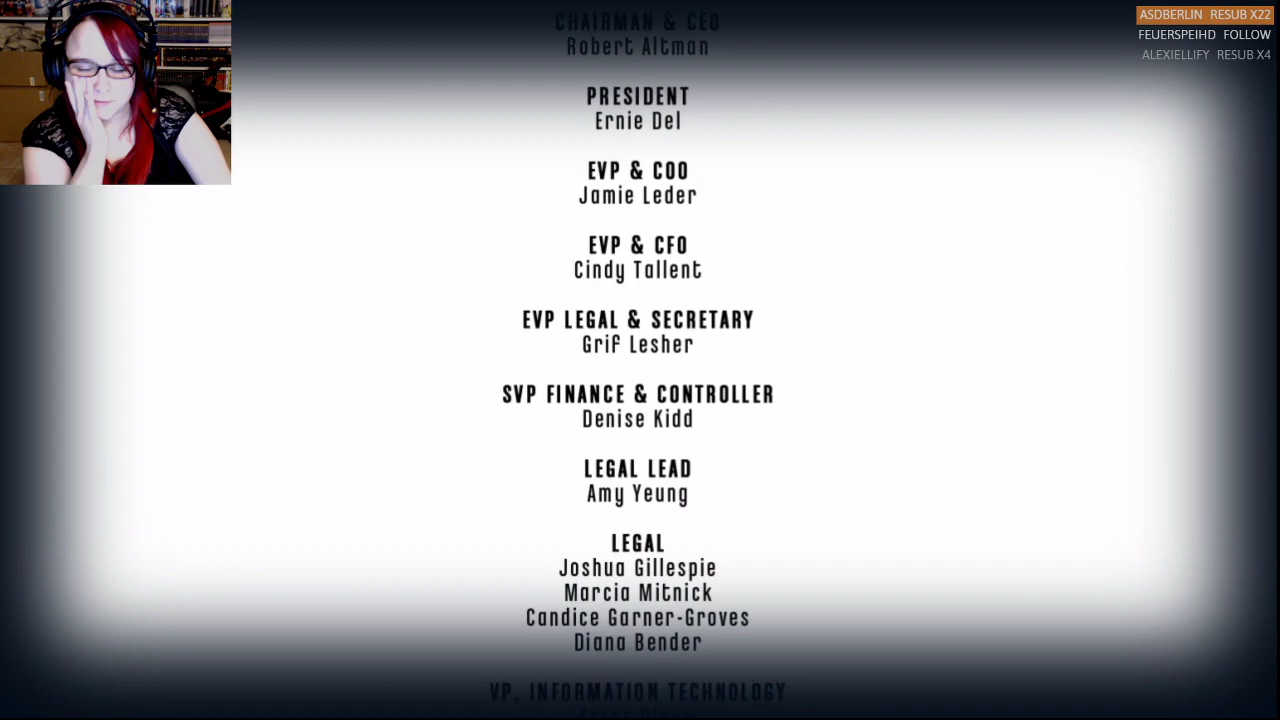 ASDBERLIN RESUB X22
FEUERSPEIHD FOLLOW
ALEXIELLIFY RESUB X4
CHAIRMAN & CEO
Robert Altman
PRESIDENT
Ernie Del
EVP & COO
Jamie Leder
EVP & CFO
Cindy Tallent
EVP LEGAL & SECRETARY
Grif Lesher
SVP FINANCE & CONTROLLER
Denise Kidd
LEGAL LEAD
Amy Yeung
LEGAL
Joshua Gillespie
Marcia Mitnick
Candice Garner-Groves
Diana Bender
VP, INFORMATION TECHNOLOGY